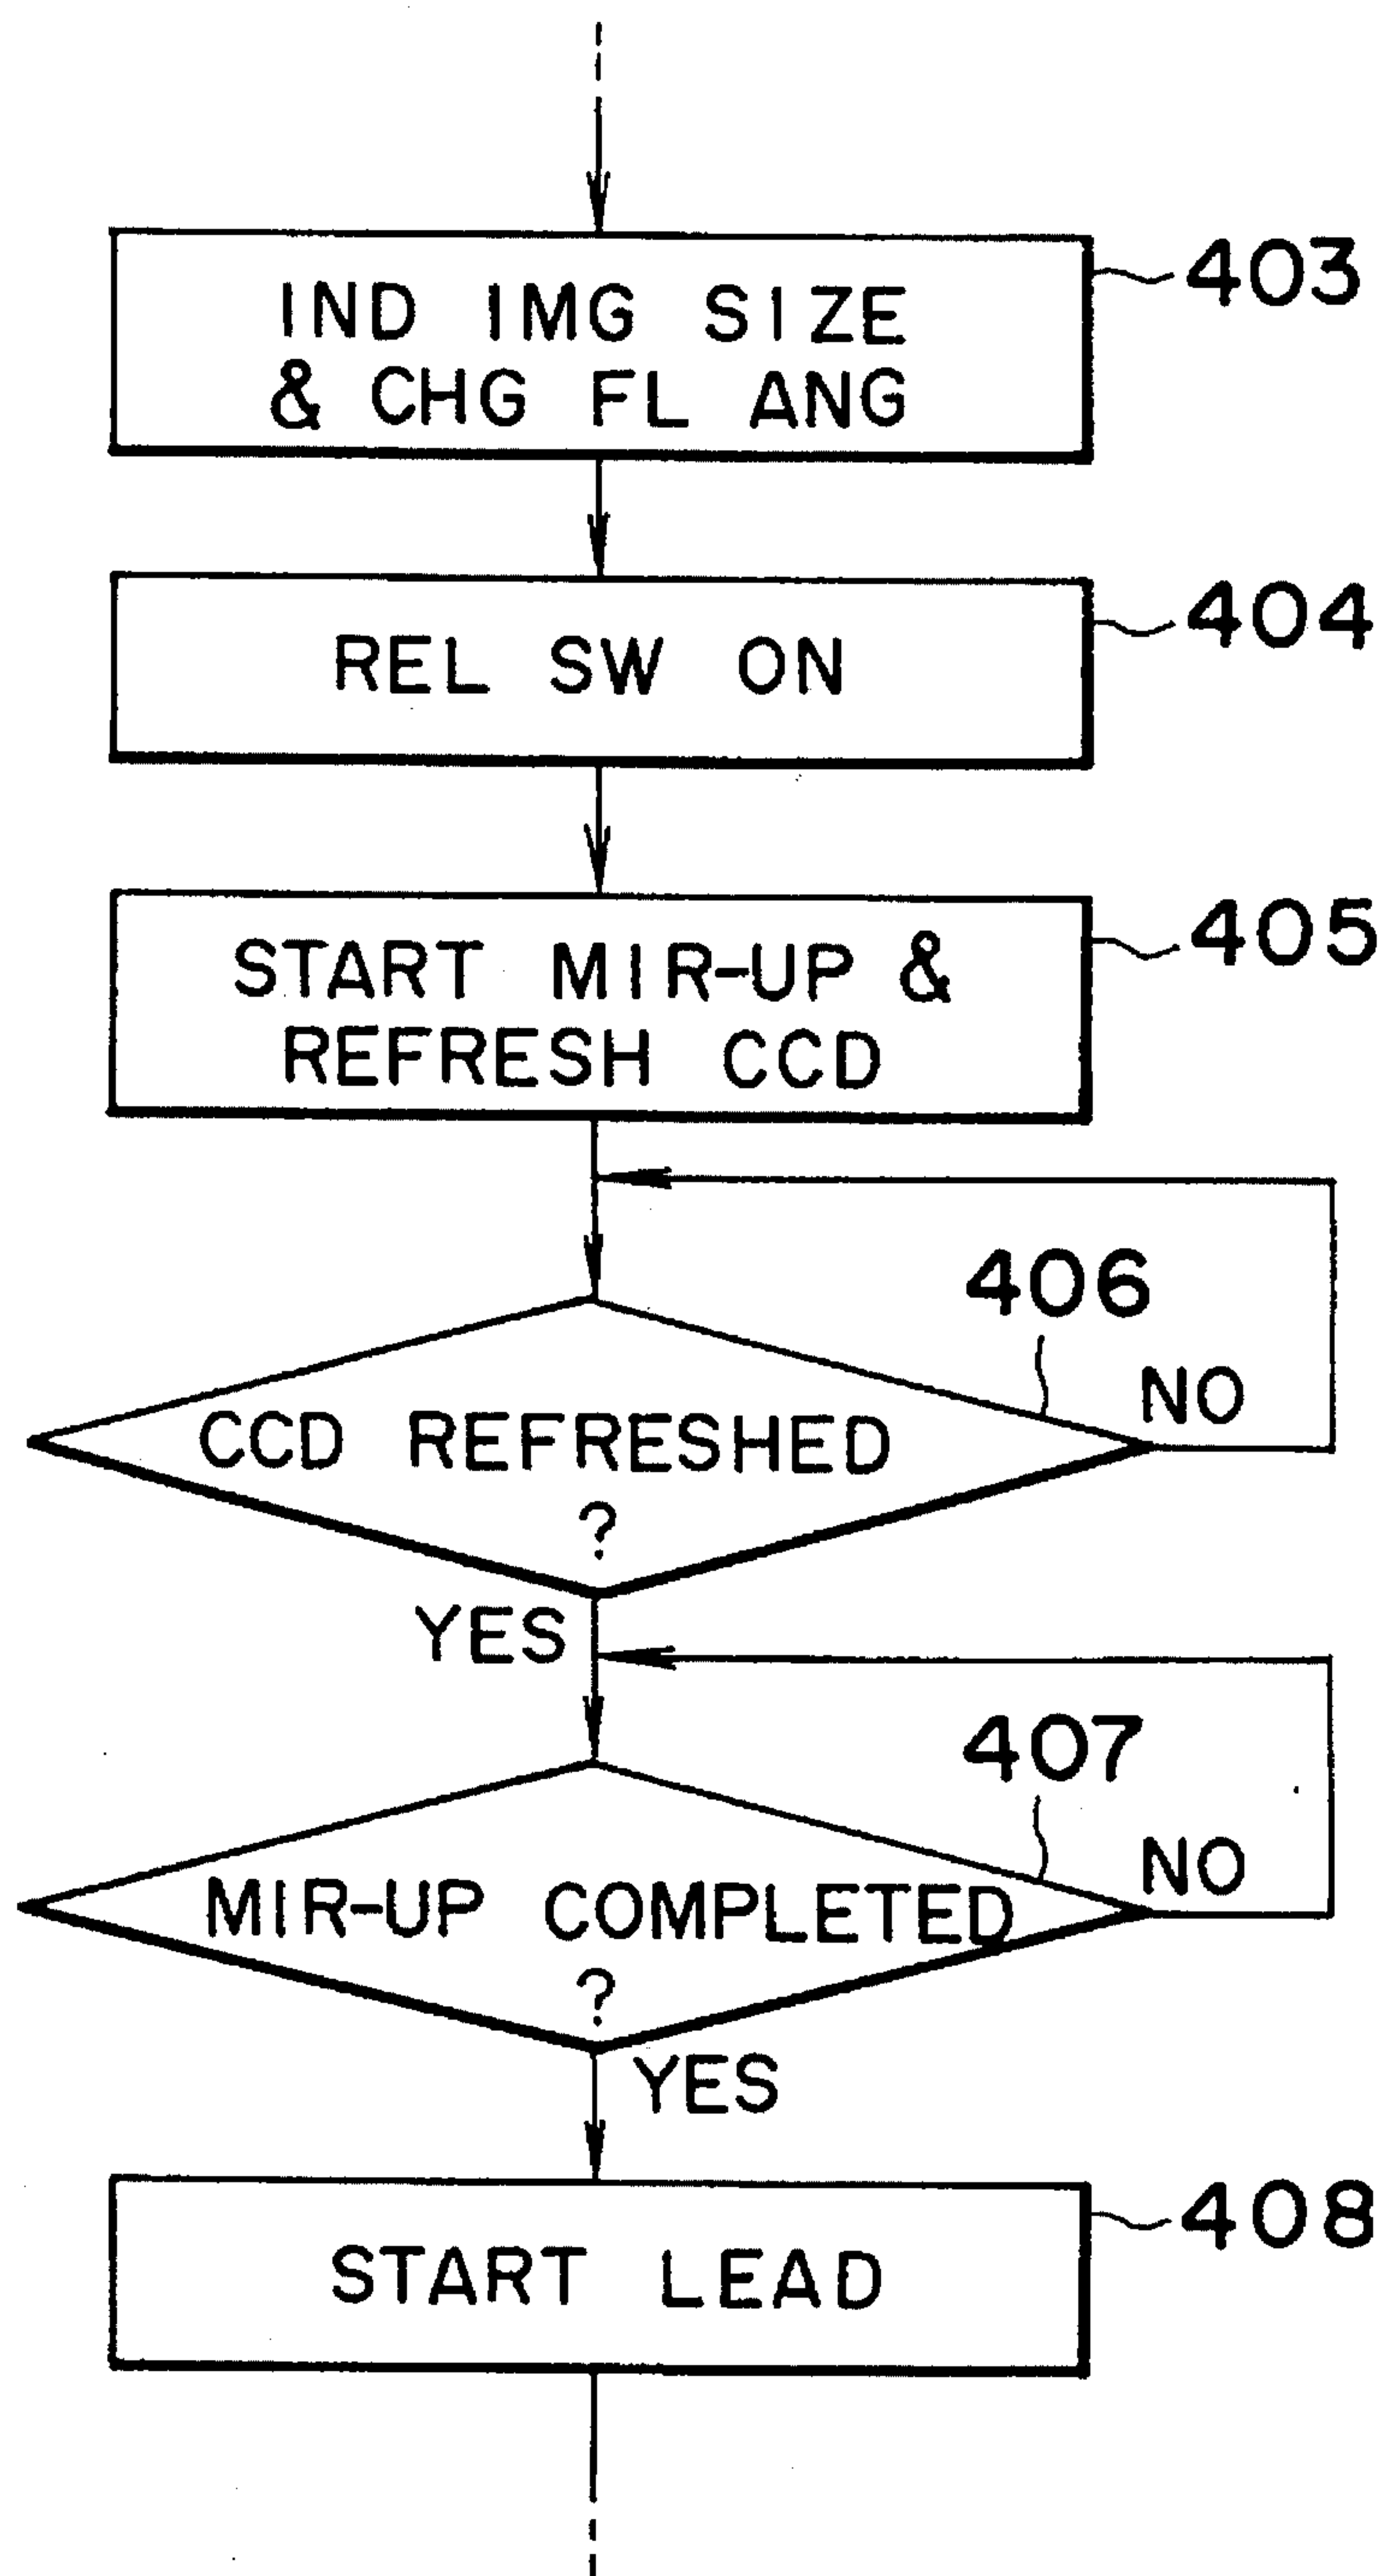 IND IMG SIZE
& CHG FL ANG
403
REL SW ON
404
START MIR-UP &
REFRESH CCD
405
406
NO
CCD REFRESHED
?
YES
407
NO
MIR-UP COMPLETED
?
YES
START LEAD
408